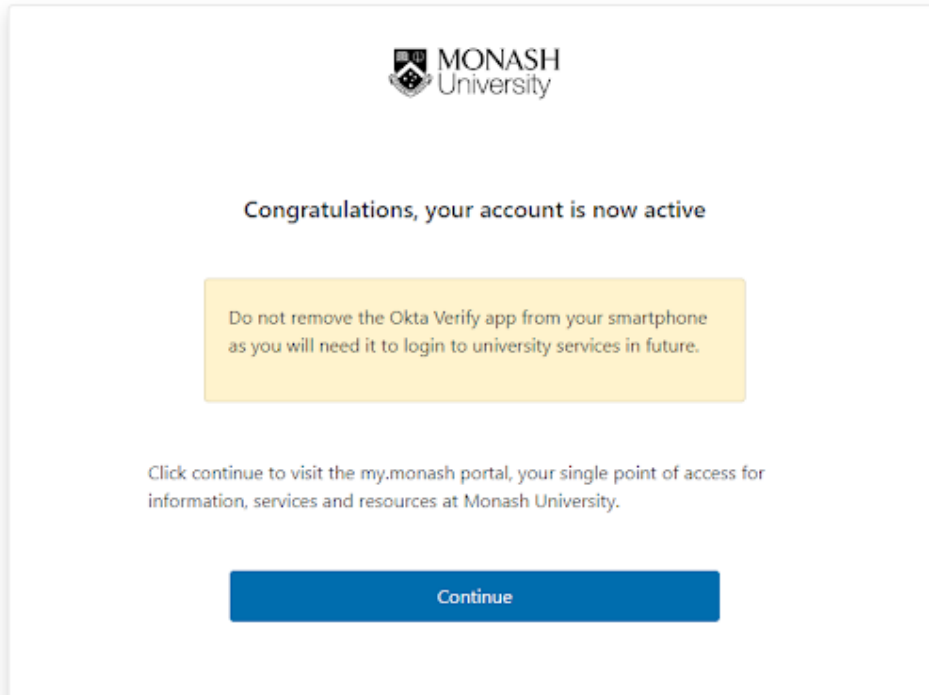 MONASH
University
Congratulations, your account is now active
Do not remove the Okta Verify app from your smartphone
as you will need it to login to university services in future.
Click continue to visit the my.monash portal, your single point of access for
information, services and resources at Monash University.
Continue